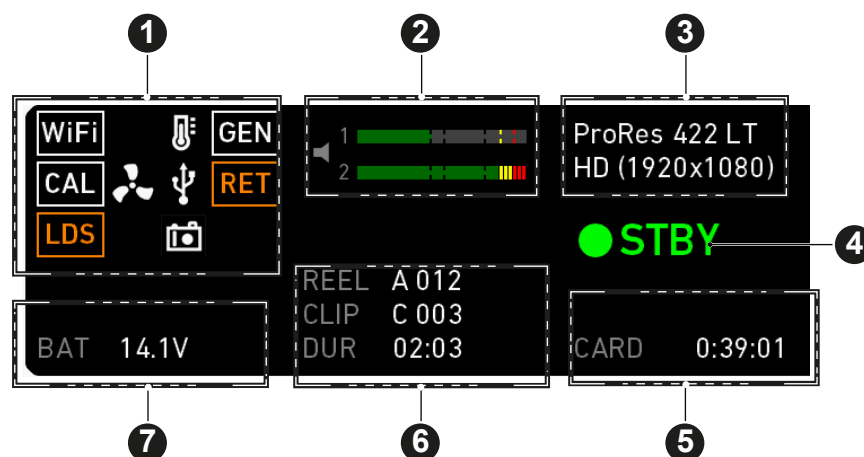 1 2 3
WiFi GEN
CAL RET
LDS
1
2
ProRes 422 LT
HD (1920x1080)
STBY 4
REEL A 012
CLIP C 003
DUR 02:03
BAT 14.1V
CARD 0:39:01
7 6 5